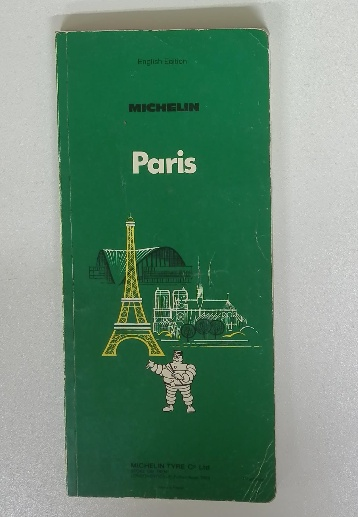 English Edition
MICHELIN
Paris
MICHELIN TYRE Co Ltd